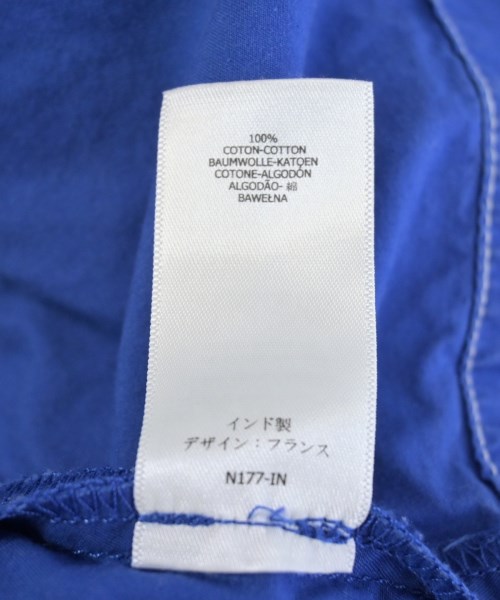 100%
COTON-COTTON
BAUMWOLLE-KATOEN
COTONE-ALGODÓN
ALGODÃO- 綿
BAWEŁNA
インド製
デザイン：フランス
N177-IN